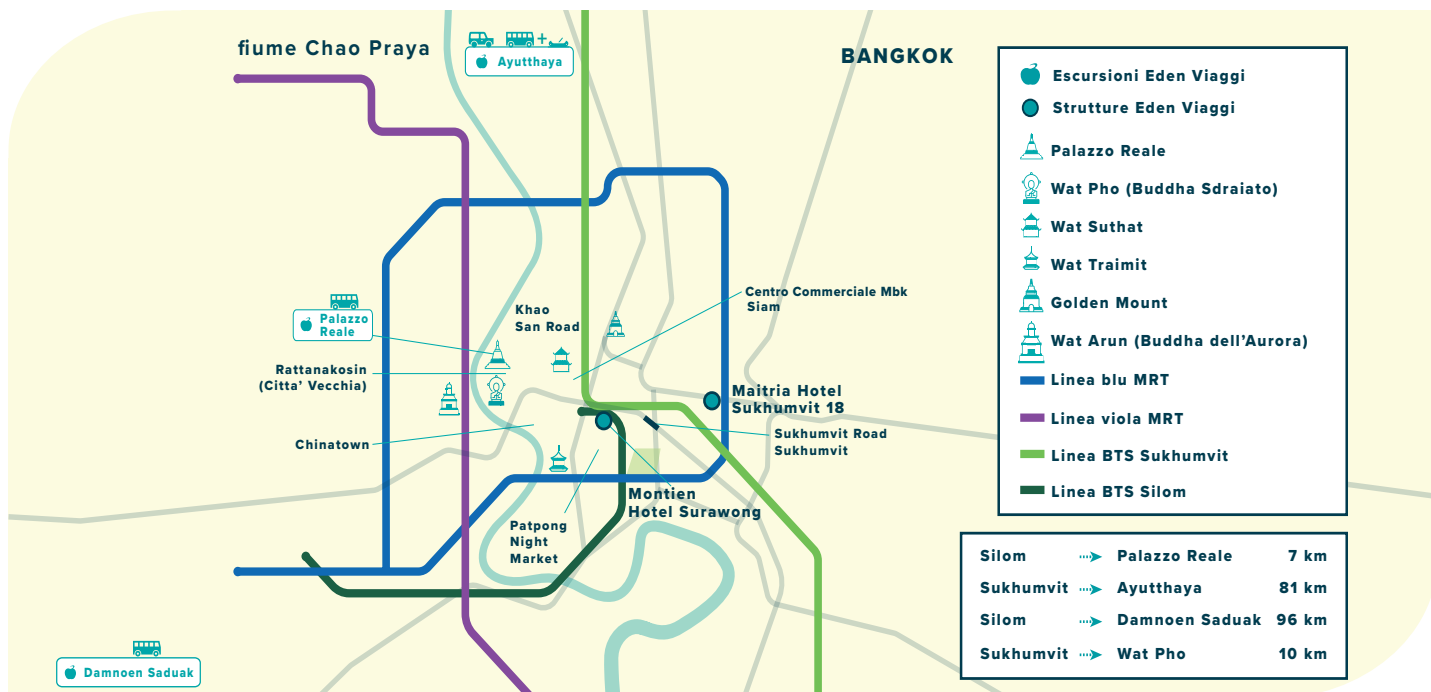 fiume Chao Praya
BANGKOK
+
Ayutthaya
Palazzo
Reale
Khao
San Road
Centro Commerciale Mbk
Siam
Rattanakosin
(Citta' Vecchia)
Maitria Hotel
Sukhumvit 18
Chinatown
Sukhumvit Road
Sukhumvit
Montien
Hotel Surawong
Patpong
Night
Market
Damnoen Saduak
Escursioni Eden Viaggi
Strutture Eden Viaggi
Palazzo Reale
Wat Pho (Buddha Sdraiato)
Wat Suthat
Wat Traimit
Golden Mount
Wat Arun (Buddha dell'Aurora)
Linea blu MRT
Linea viola MRT
Linea BTS Sukhumvit
Linea BTS Silom
Silom Palazzo Reale 7 km
Sukhumvit Ayutthaya 81 km
Silom Damnoen Saduak 96 km
Sukhumvit Wat Pho 10 km